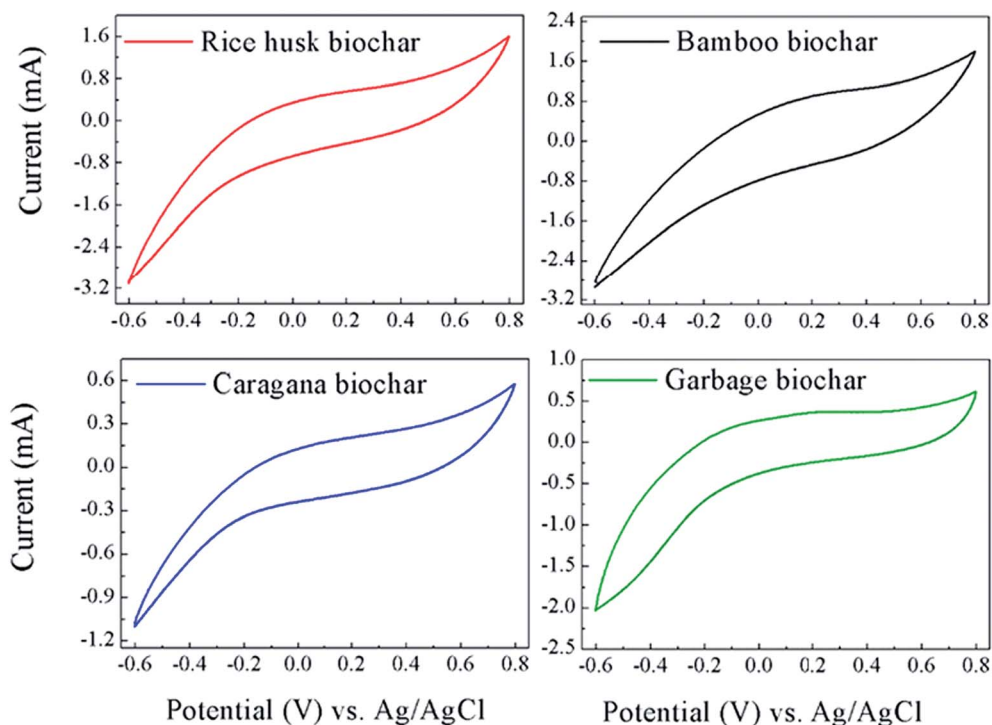 Rice husk biochar
1.6
0.8
0.0
-0.8
-1.6
-2.4
-3.2
-0.6 -0.4 -0.2 0.0 0.2 0.4 0.6 0.8
Current (mA)
Bamboo biochar
2.4
1.6
0.8
0.0
-0.8
-1.6
-2.4
-3.2
-0.6 -0.4 -0.2 0.0 0.2 0.4 0.6 0.8
Caragana biochar
0.6
0.3
0.0
-0.3
-0.6
-0.9
-1.2
-0.6 -0.4 -0.2 0.0 0.2 0.4 0.6 0.8
Current (mA)
Potential (V) vs. Ag/AgCl
Garbage biochar
1.0
0.5
0.0
-0.5
-1.0
-1.5
-2.0
-2.5
-0.6 -0.4 -0.2 0.0 0.2 0.4 0.6 0.8
Potential (V) vs. Ag/AgCl